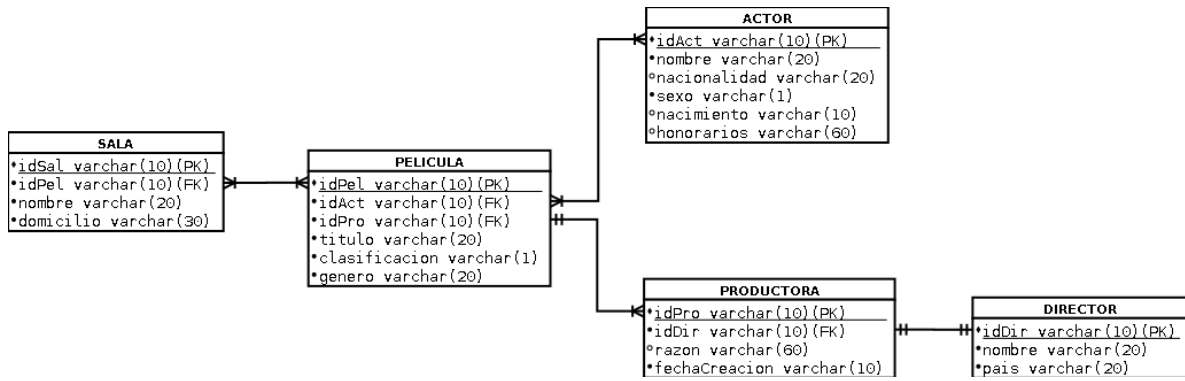 ACTOR
idAct varchar(10)(PK)
nombre varchar(20)
nacionalidad varchar(20)
sexo varchar(1)
nacimiento varchar(10)
honorarios varchar(60)
SALA
idSal varchar(10)(PK)
idPel varchar(10)(FK)
nombre varchar(20)
domicilio varchar(30)
PELICULA
idPel varchar(10)(PK)
idAct varchar(10)(FK)
idPro varchar(10)(FK)
titulo varchar(20)
clasificacion varchar(1)
genero varchar(20)
PRODUCTORA
idPro varchar(10)(PK)
idDir varchar(10)(FK)
razon varchar(60)
fechaCreacion varchar(10)
DIRECTOR
idDir varchar(10)(PK)
nombre varchar(20)
pais varchar(20)